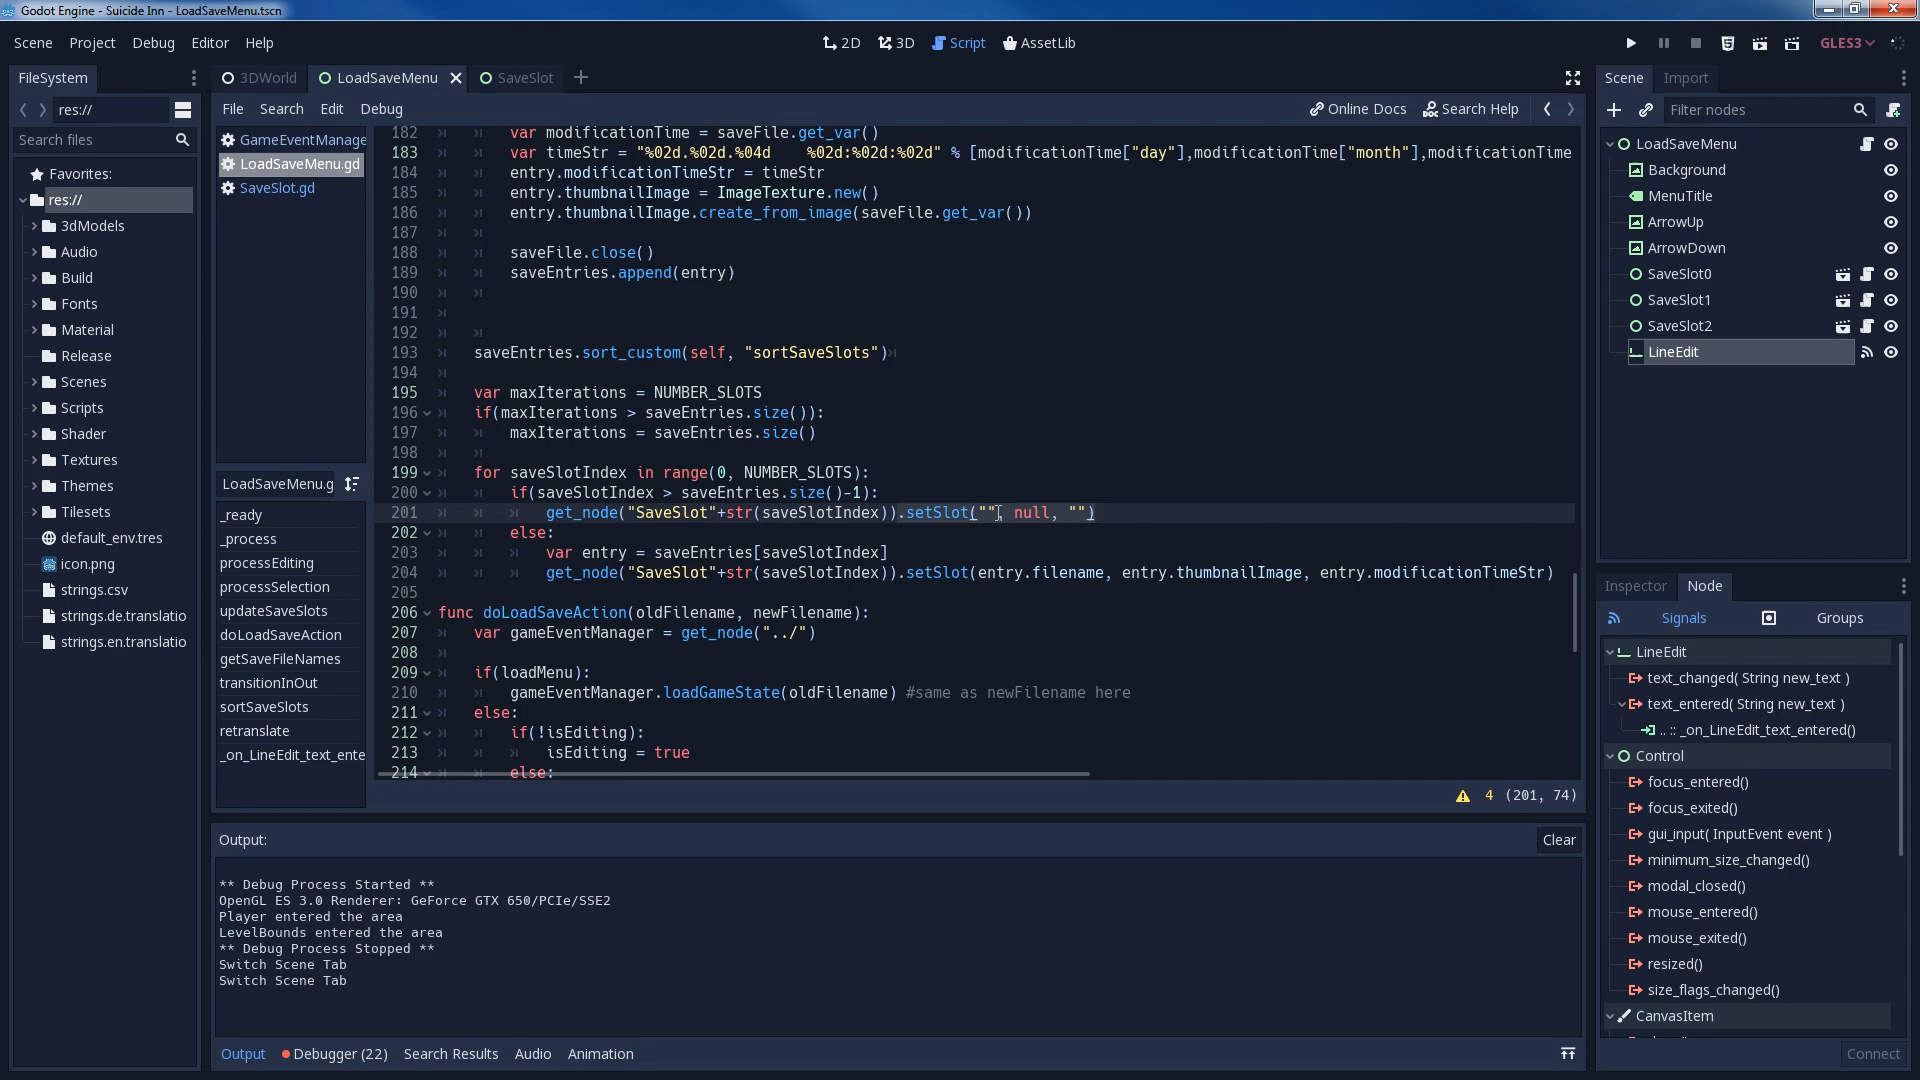 Godot Engine - Suicide Inn - LoadSaveMenu.tscn
Scene Project Debug Editor Help
2D 3D Script AssetLib
GLES3
FileSystem
res://
Search files
Favorites:
res://
3dModels
Audio
Build
Fonts
Material
Release
Scenes
Scripts
Shader
Textures
Themes
Tilesets
default_env.tres
icon.png
strings.csv
strings.de.translatio
strings.en.translatio
3DWorld LoadSaveMenu SaveSlot
File Search Edit Debug
Online Docs Search Help
GameEventManage
LoadSaveMenu.gd
SaveSlot.gd
LoadSaveMenu.g
_ready
_process
processEditing
processSelection
updateSaveSlots
doLoadSaveAction
getSaveFileNames
transitionInOut
sortSaveSlots
retranslate
_on_LineEdit_text_ente
182 var modificationTime = saveFile.get_var()
183 var timeStr = "%02d.%02d.%04d    %02d:%02d:%02d" % [modificationTime["day"],modificationTime["month"],modificationTime
184 entry.modificationTimeStr = timeStr
185 entry.thumbnailImage = ImageTexture.new()
186 entry.thumbnailImage.create_from_image(saveFile.get_var())
187
188 saveFile.close()
189 saveEntries.append(entry)
190
191
192
193 saveEntries.sort_custom(self, "sortSaveSlots")
194
195 var maxIterations = NUMBER_SLOTS
196 if(maxIterations > saveEntries.size()):
197 maxIterations = saveEntries.size()
198
199 for saveSlotIndex in range(0, NUMBER_SLOTS):
200 if(saveSlotIndex > saveEntries.size()-1):
201 get_node("SaveSlot"+str(saveSlotIndex)).setSlot("", null, "")
202 else:
203 var entry = saveEntries[saveSlotIndex]
204 get_node("SaveSlot"+str(saveSlotIndex)).setSlot(entry.filename, entry.thumbnailImage, entry.modificationTimeStr)
205
206 func doLoadSaveAction(oldFilename, newFilename):
207 var gameEventManager = get_node("../")
208
209 if(loadMenu):
210 gameEventManager.loadGameState(oldFilename) #same as newFilename here
211 else:
212 if(!isEditing):
213 isEditing = true
214 else:
4 (201, 74)
Output:
Clear
** Debug Process Started **
OpenGL ES 3.0 Renderer: GeForce GTX 650/PCIe/SSE2
Player entered the area
LevelBounds entered the area
** Debug Process Stopped **
Switch Scene Tab
Switch Scene Tab
Output Debugger (22) Search Results Audio Animation
Scene Import
Filter nodes
LoadSaveMenu
Background
MenuTitle
ArrowUp
ArrowDown
SaveSlot0
SaveSlot1
SaveSlot2
LineEdit
Inspector Node
Signals Groups
LineEdit
text_changed( String new_text )
text_entered( String new_text )
.. :: _on_LineEdit_text_entered()
Control
focus_entered()
focus_exited()
gui_input( InputEvent event )
minimum_size_changed()
modal_closed()
mouse_entered()
mouse_exited()
resized()
size_flags_changed()
CanvasItem
Connect